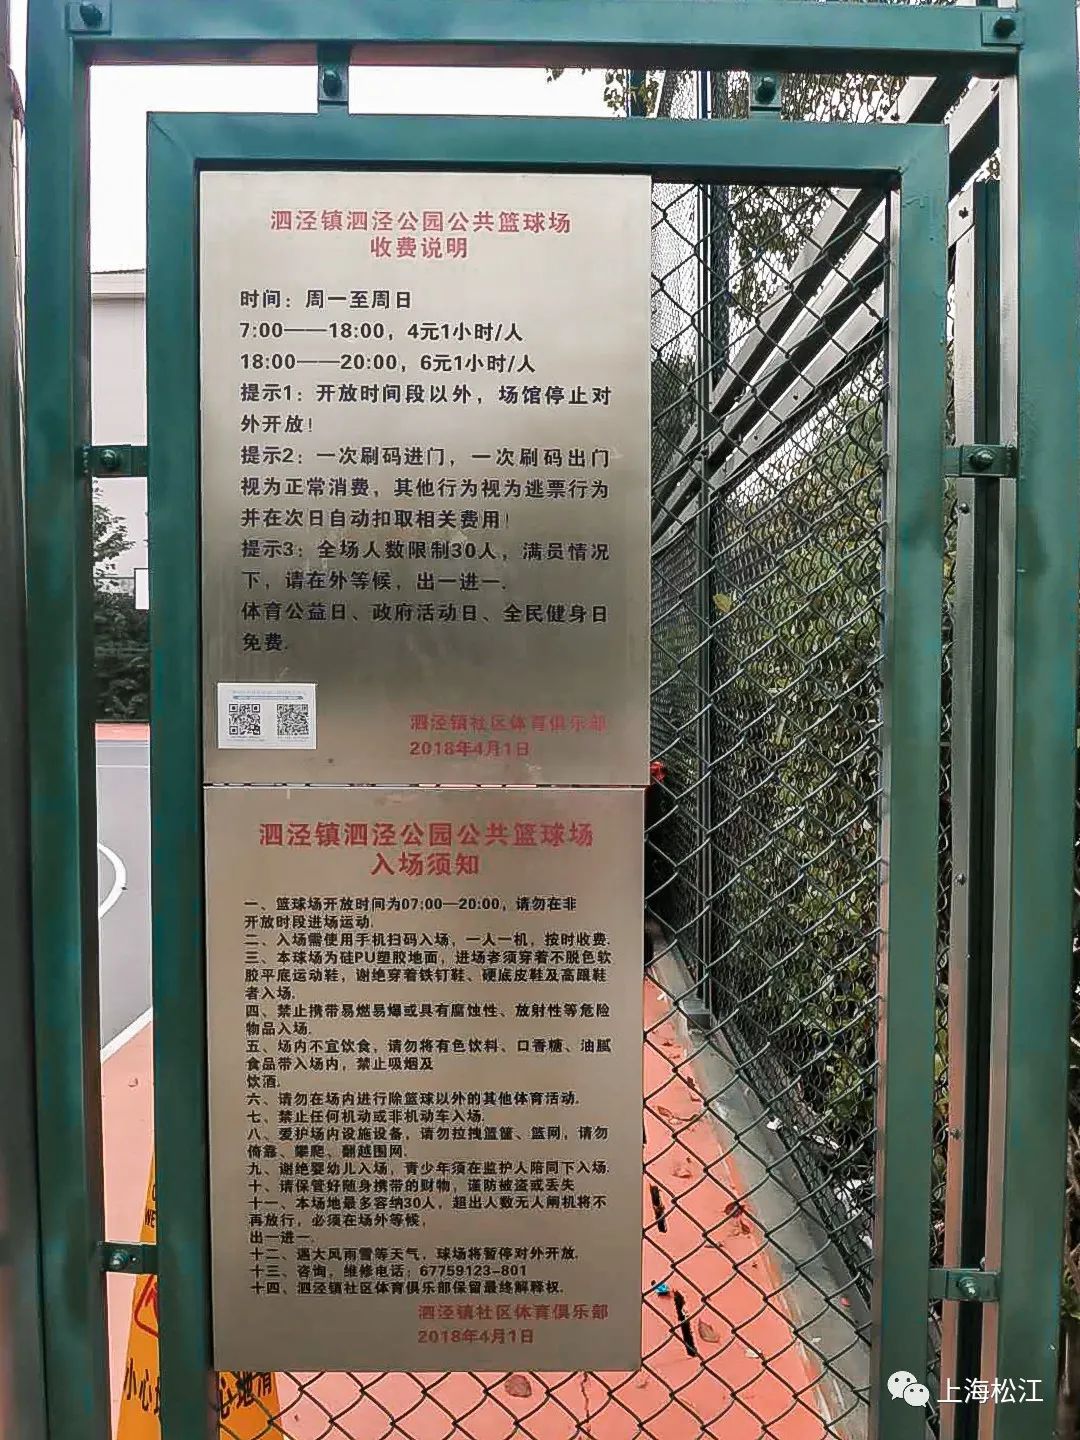 泗泾镇泗泾公园公共篮球场
收费说明
时间：周一至周日
7:00——18:00，4元1小时/人
18:00——20:00，6元1小时/人
提示1：开放时间段以外，场馆停止对
外开放！
提示2：一次刷码进门，一次刷码出门
视为正常消费，其他行为视为逃票行为
并在次日自动扣取相关费用！
提示3：全场人数限制30人，满员情况
下，请在外等候，出一进一.
体育公益日、政府活动日、全民健身日
免费.
泗泾镇社区体育俱乐部
2018年4月1日
泗泾镇泗泾公园公共篮球场
入场须知
一、篮球场开放时间为07:00—20:00，请勿在非
开放时段进场运动.
二、入场需使用手机扫码入场，一人一机，按时收费.
三、本球场为硅PU塑胶地面，进场者须穿着不脱色软
胶平底运动鞋，谢绝穿着铁钉鞋、硬底皮鞋及高跟鞋
者入场.
四、禁止携带易燃易爆或具有腐蚀性、放射性等危险
物品入场.
五、场内不宜饮食，请勿将有色饮料、口香糖、油腻
食品带入场内，禁止吸烟及
饮酒.
六、请勿在场内进行除篮球以外的其他体育活动.
七、禁止任何机动或非机动车入场.
八、爱护场内设施设备，请勿拉拽篮筐、篮网，请勿
倚靠、攀爬、翻越围网.
九、谢绝婴幼儿入场，青少年须在监护人陪同下入场.
十、请保管好随身携带的财物，谨防被盗或丢失
十一、本场地最多容纳30人，超出人数无人闸机将不
再放行，必须在场外等候，
出一进一.
十二、遇大风雨雪等天气，球场将暂停对外开放.
十三、咨询，维修电话：67759123-801
十四、泗泾镇社区体育俱乐部保留最终解释权.
泗泾镇社区体育俱乐部
2018年4月1日
小心
心地滑
上海松江